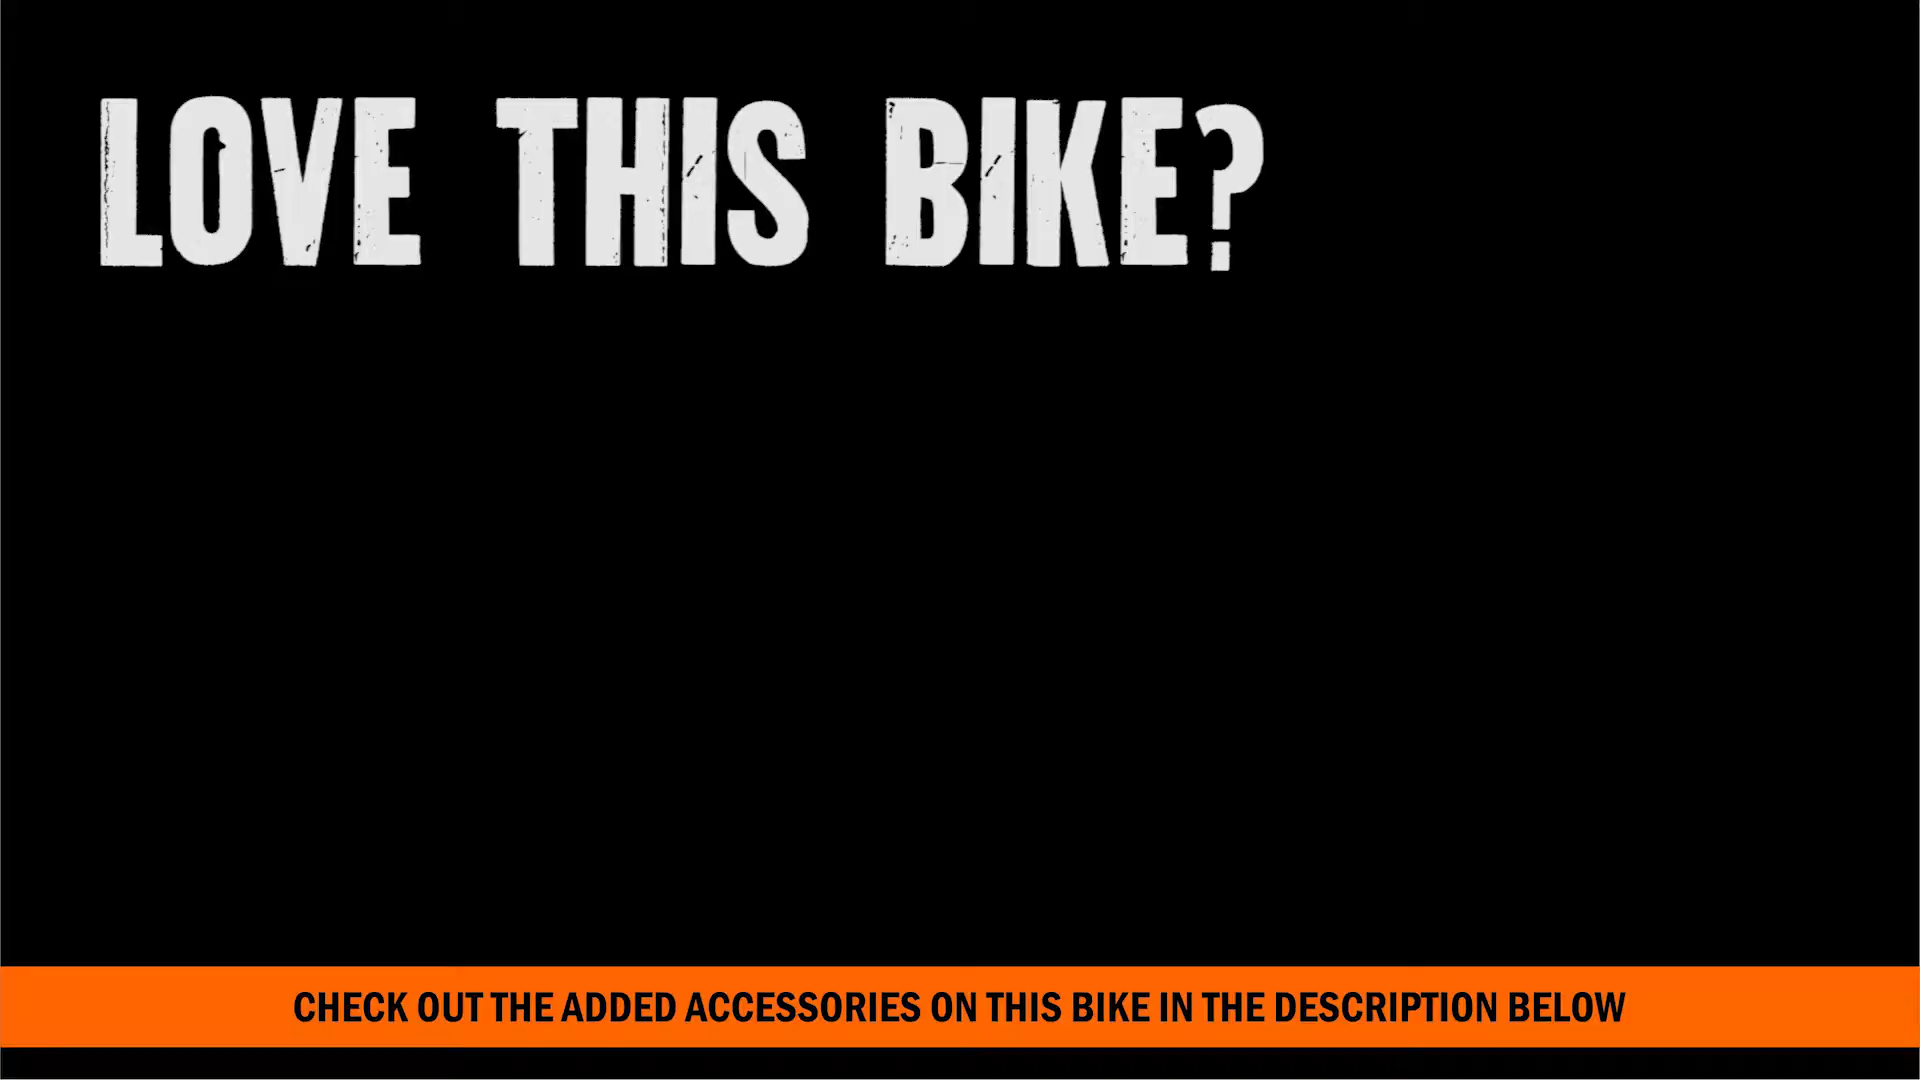 LOVE THIS BIKE?
CHECK OUT THE ADDED ACCESSORIES ON THIS BIKE IN THE DESCRIPTION BELOW